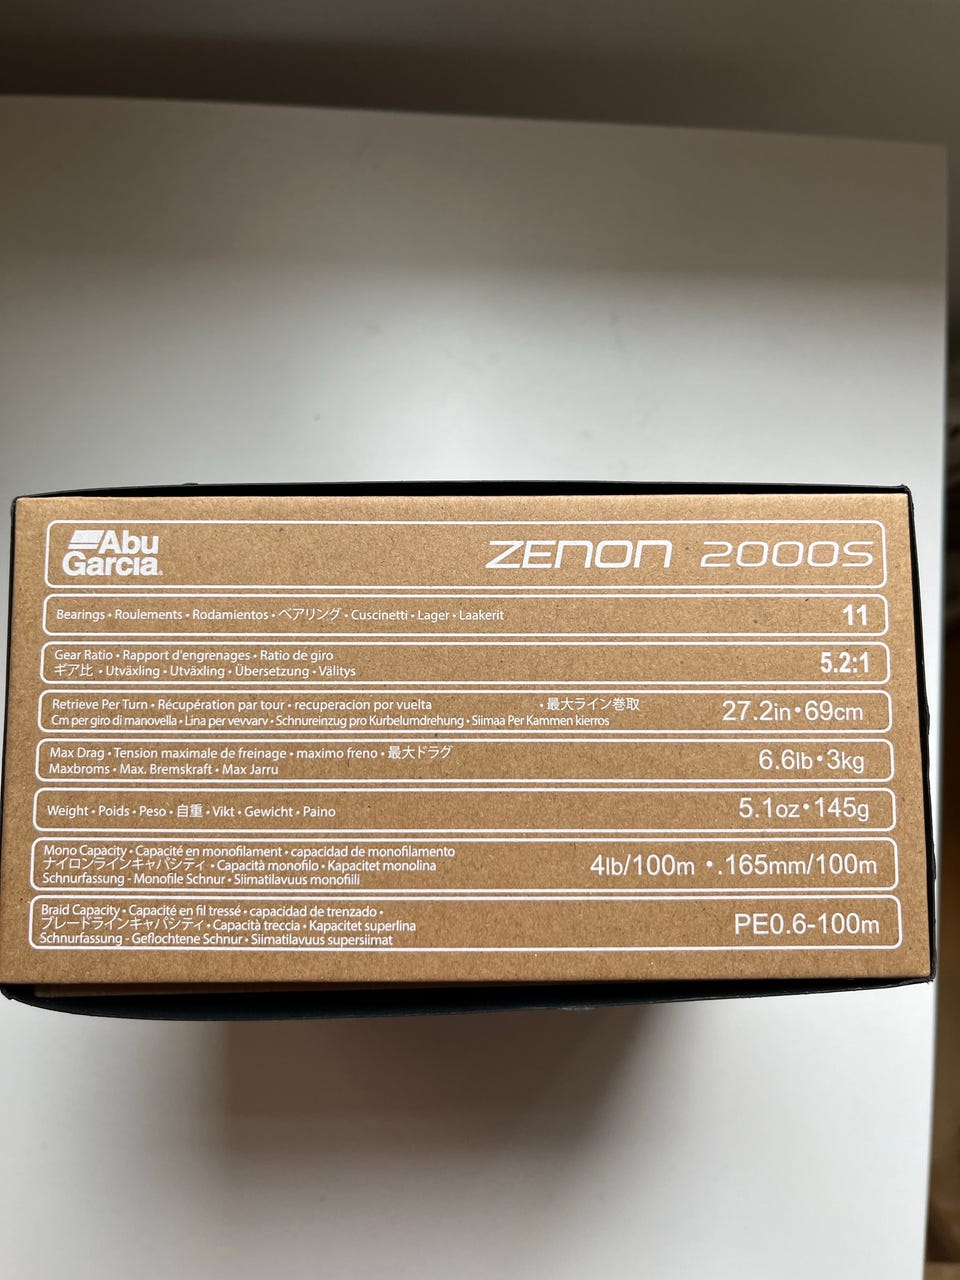 Abu
Garcia®
ZENON 2000S
Bearings • Roulements • Rodamientos • ベアリング • Cuscinetti • Lager • Laakerit
11
Gear Ratio • Rapport d'engrenages • Ratio de giro
ギア比 • Utväxling • Utväxling • Übersetzung • Välitys
5.2:1
Retrieve Per Turn • Récupération par tour • recuperacion por vuelta • 最大ライン巻取
Cm per giro di manovella • Lina per vevvarv • Schnureinzug pro Kurbelumdrehung • Siimaa Per Kammen kierros
27.2in • 69cm
Max Drag • Tension maximale de freinage • maximo freno • 最大ドラグ
Maxbroms • Max. Bremskraft • Max Jarru
6.6lb • 3kg
Weight • Poids • Peso • 自重 • Vikt • Gewicht • Paino
5.1oz • 145g
Mono Capacity • Capacité en monofilament • capacidad de monofilamento
ナイロンラインキャパシティ • Capacità monofilo • Kapacitet monolina
Schnurfassung - Monofile Schnur • Siimatilavuus monofiili
4lb/100m • .165mm/100m
Braid Capacity • Capacité en fil tressé • capacidad de trenzado •
ブレードラインキャパシティ • Capacità treccia • Kapacitet superlina
Schnurfassung - Geflochtene Schnur • Siimatilavuus supersiimat
PE0.6-100m